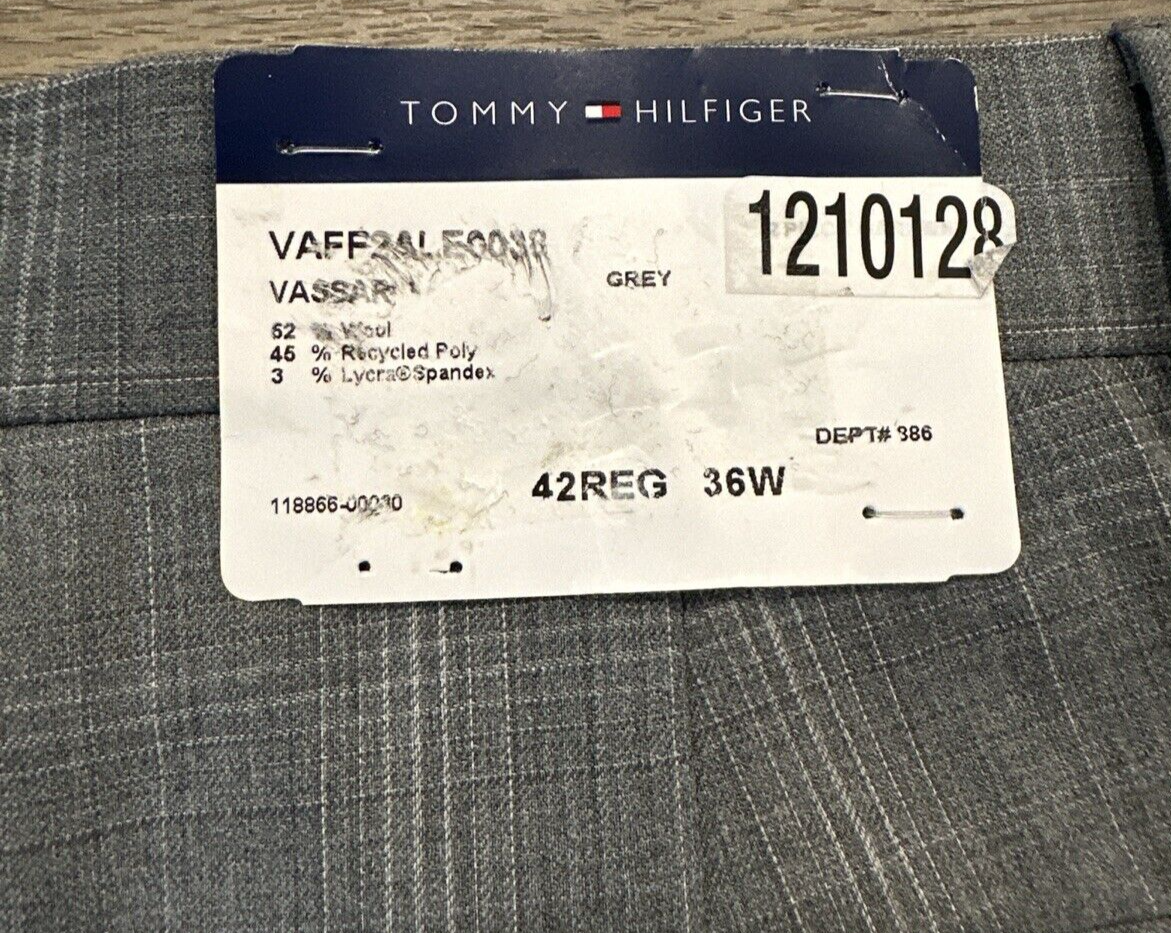 TOMMY HILFIGER
1210128
VASSAR
GREY
52 % Wool
45 % Recycled Poly
3 % Lycra®Spandex
DEPT# 386
42REG 36W